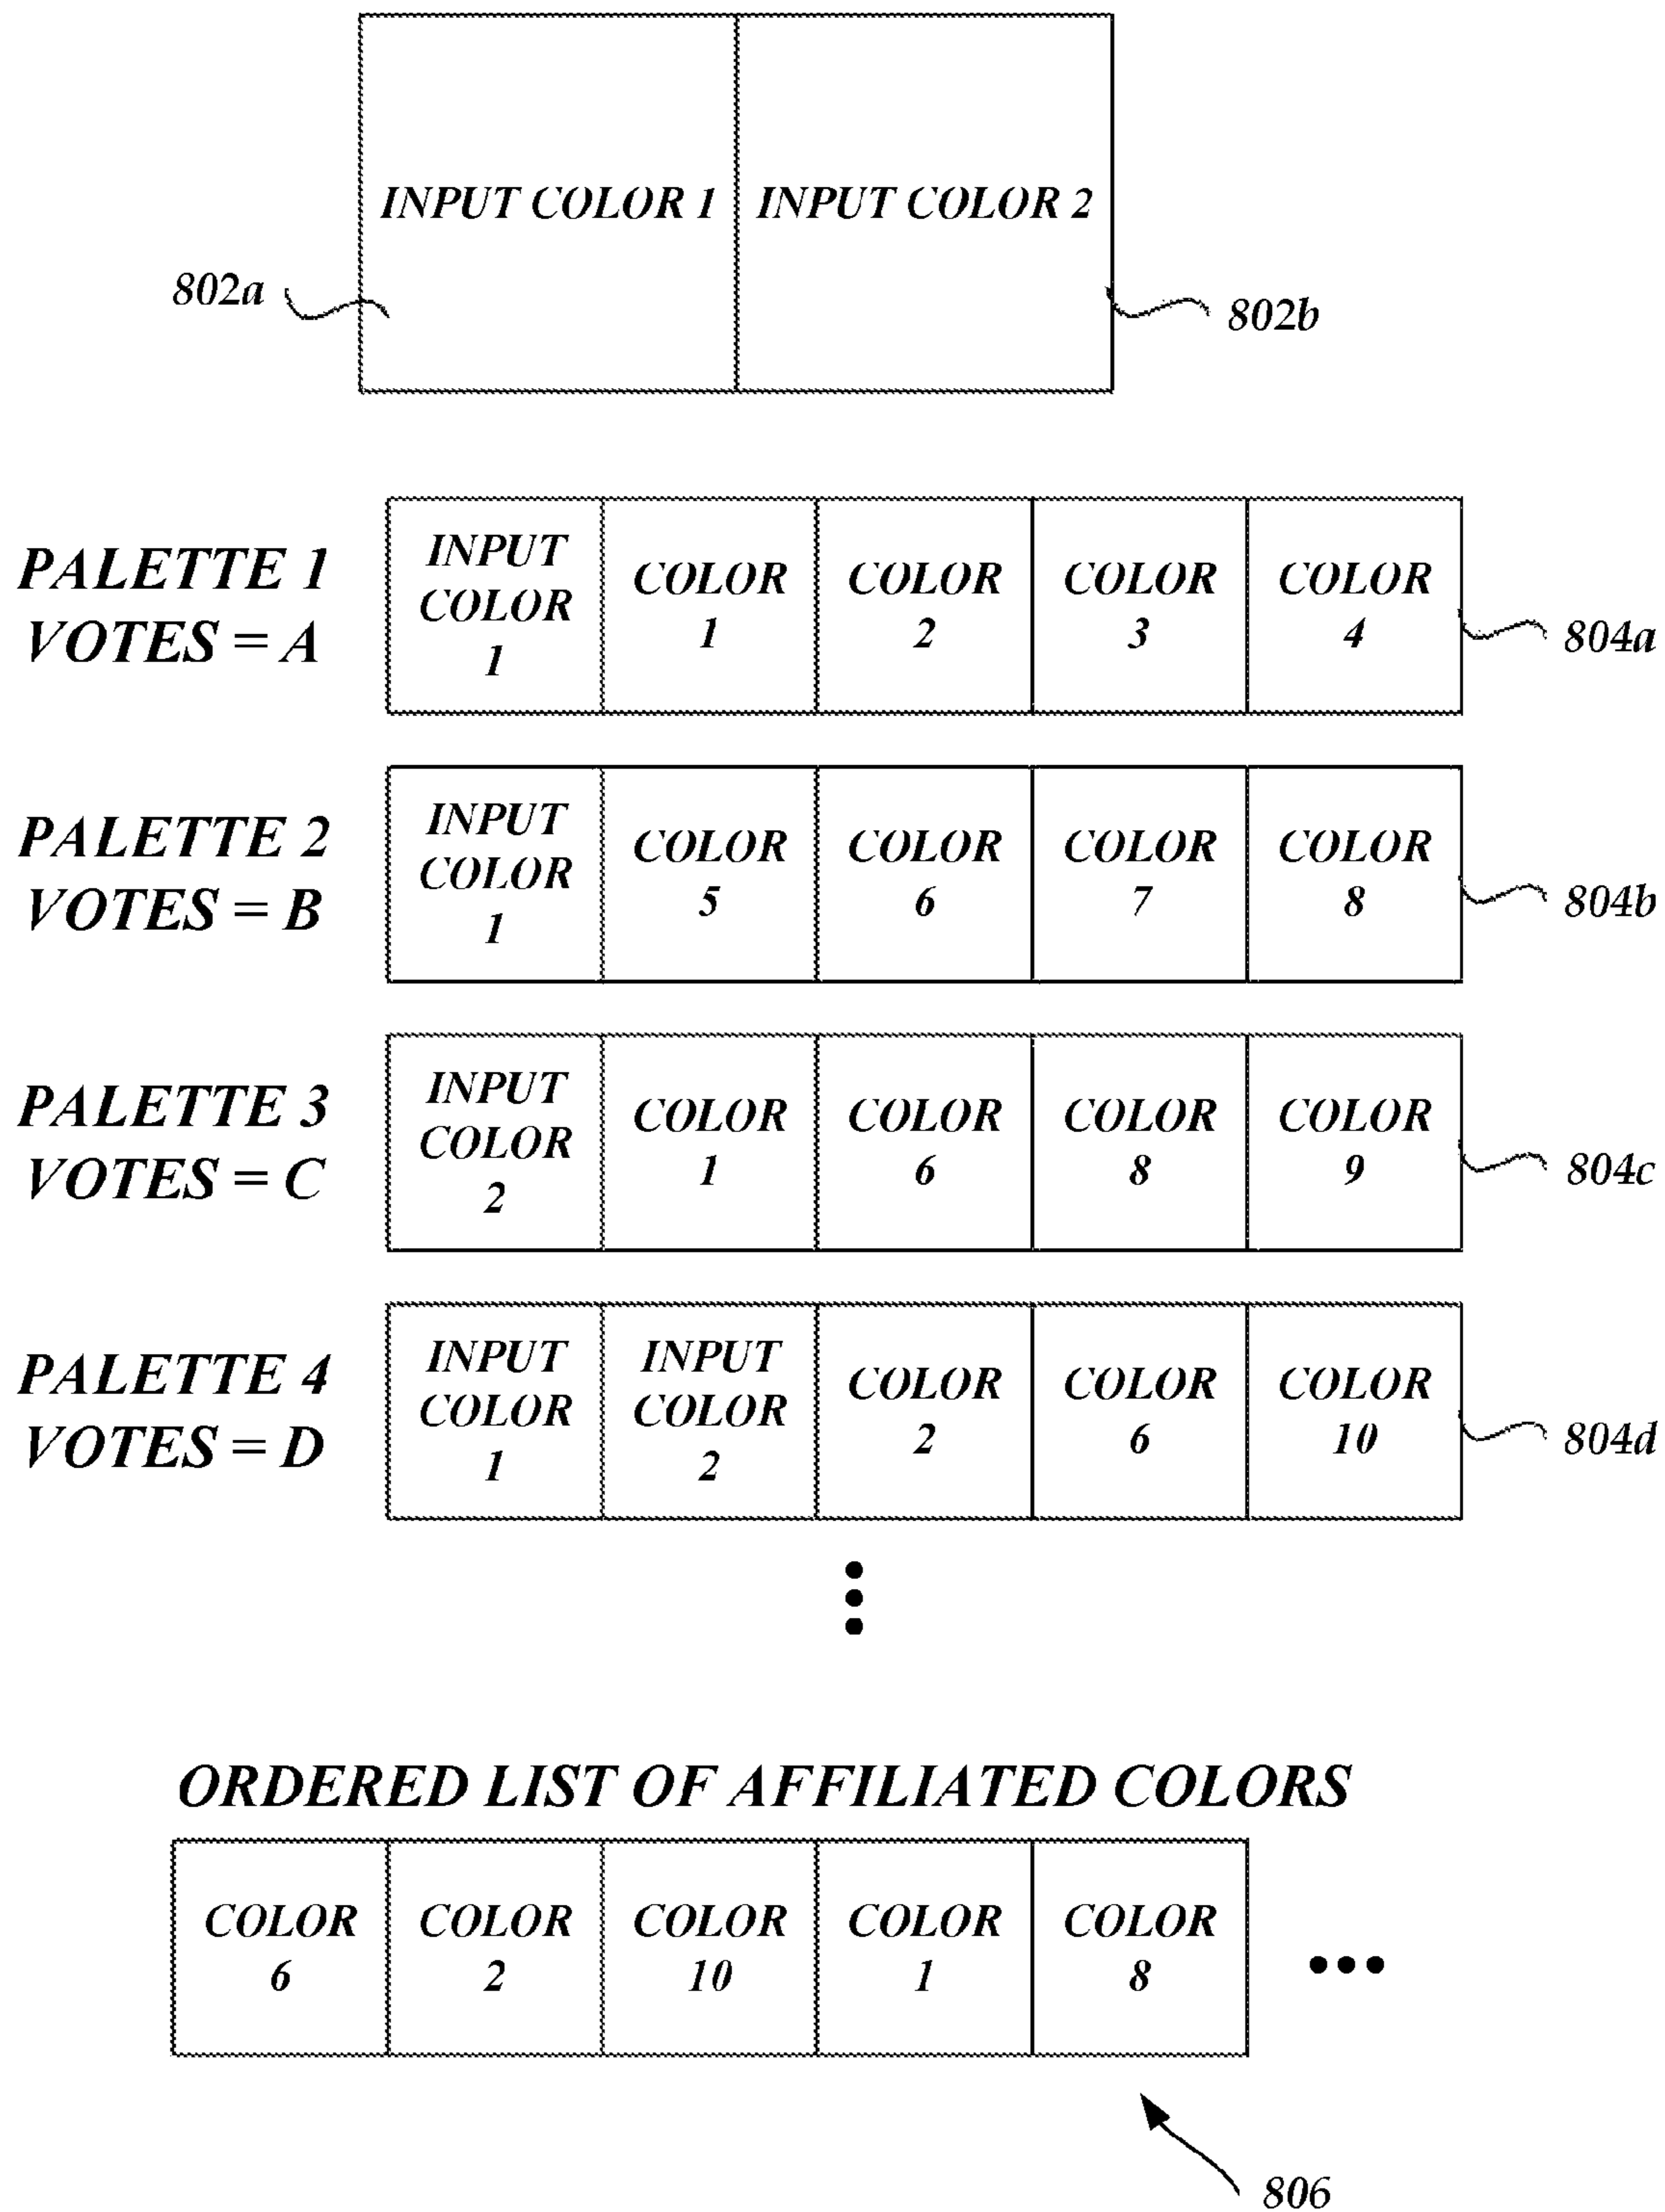 INPUT COLOR 1
INPUT COLOR 2
802a
802b
PALETTE 1
VOTES = A
INPUT
COLOR
1
COLOR
1
COLOR
2
COLOR
3
COLOR
4
804a
PALETTE 2
VOTES = B
INPUT
COLOR
1
COLOR
5
COLOR
6
COLOR
7
COLOR
8
804b
PALETTE 3
VOTES = C
INPUT
COLOR
2
COLOR
1
COLOR
6
COLOR
8
COLOR
9
804c
PALETTE 4
VOTES = D
INPUT
COLOR
1
INPUT
COLOR
2
COLOR
2
COLOR
6
COLOR
10
804d
ORDERED LIST OF AFFILIATED COLORS
COLOR
6
COLOR
2
COLOR
10
COLOR
1
COLOR
8
806